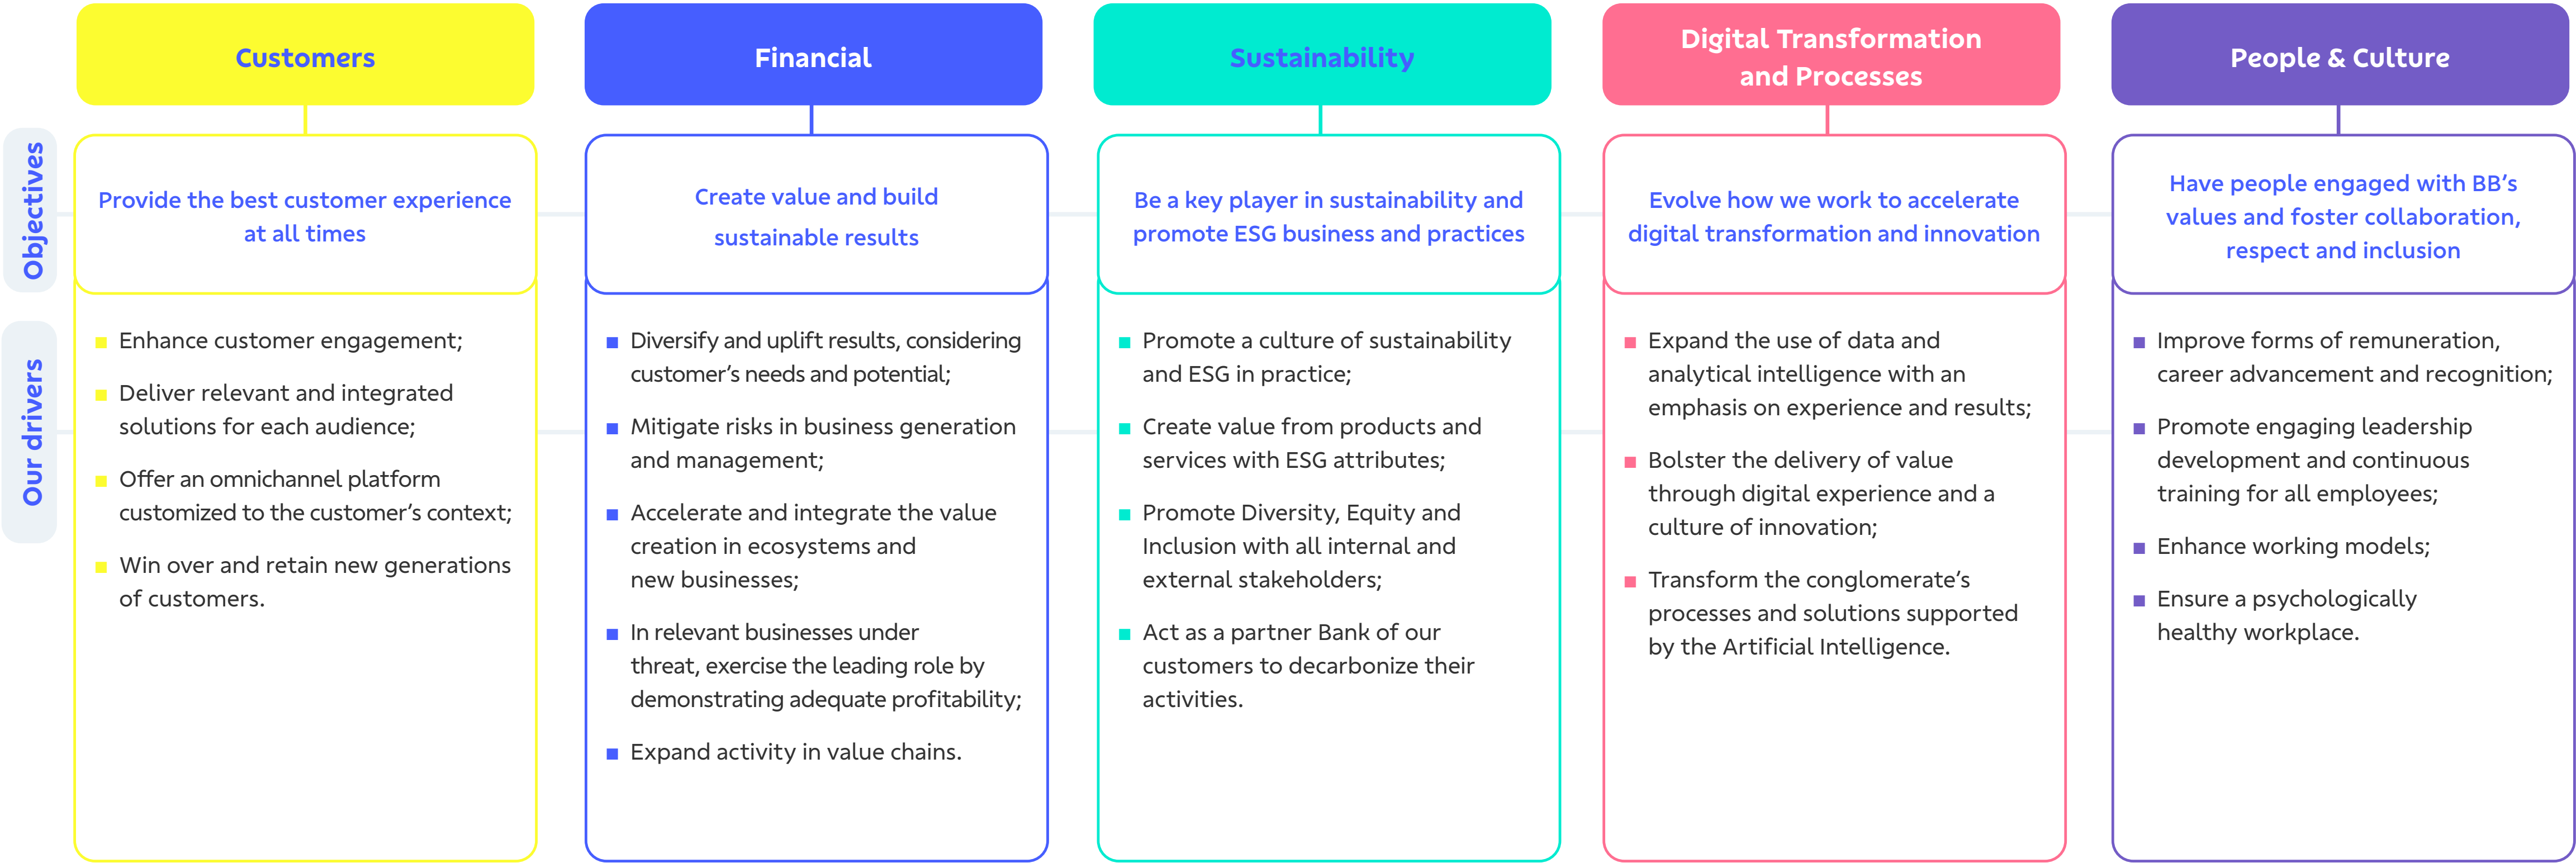 Customers
Financial
Sustainability
Digital Transformation
and Processes
People & Culture
Objectives
Provide the best customer experience
at all times
Create value and build
sustainable results
Be a key player in sustainability and
promote ESG business and practices
Evolve how we work to accelerate
digital transformation and innovation
Have people engaged with BB's
values and foster collaboration,
respect and inclusion
Our drivers
Enhance customer engagement;
Deliver relevant and integrated
solutions for each audience;
Offer an omnichannel platform
customized to the customer's context;
Win over and retain new generations
of customers.
Diversify and uplift results, considering
customer's needs and potential;
Mitigate risks in business generation
and management;
Accelerate and integrate the value
creation in ecosystems and
new businesses;
In relevant businesses under
threat, exercise the leading role by
demonstrating adequate profitability;
Expand activity in value chains.
Promote a culture of sustainability
and ESG in practice;
Create value from products and
services with ESG attributes;
Promote Diversity, Equity and
Inclusion with all internal and
external stakeholders;
Act as a partner Bank of our
customers to decarbonize their
activities.
Expand the use of data and
analytical intelligence with an
emphasis on experience and results;
Bolster the delivery of value
through digital experience and a
culture of innovation;
Transform the conglomerate's
processes and solutions supported
by the Artificial Intelligence.
Improve forms of remuneration,
career advancement and recognition;
Promote engaging leadership
development and continuous
training for all employees;
Enhance working models;
Ensure a psychologically
healthy workplace.